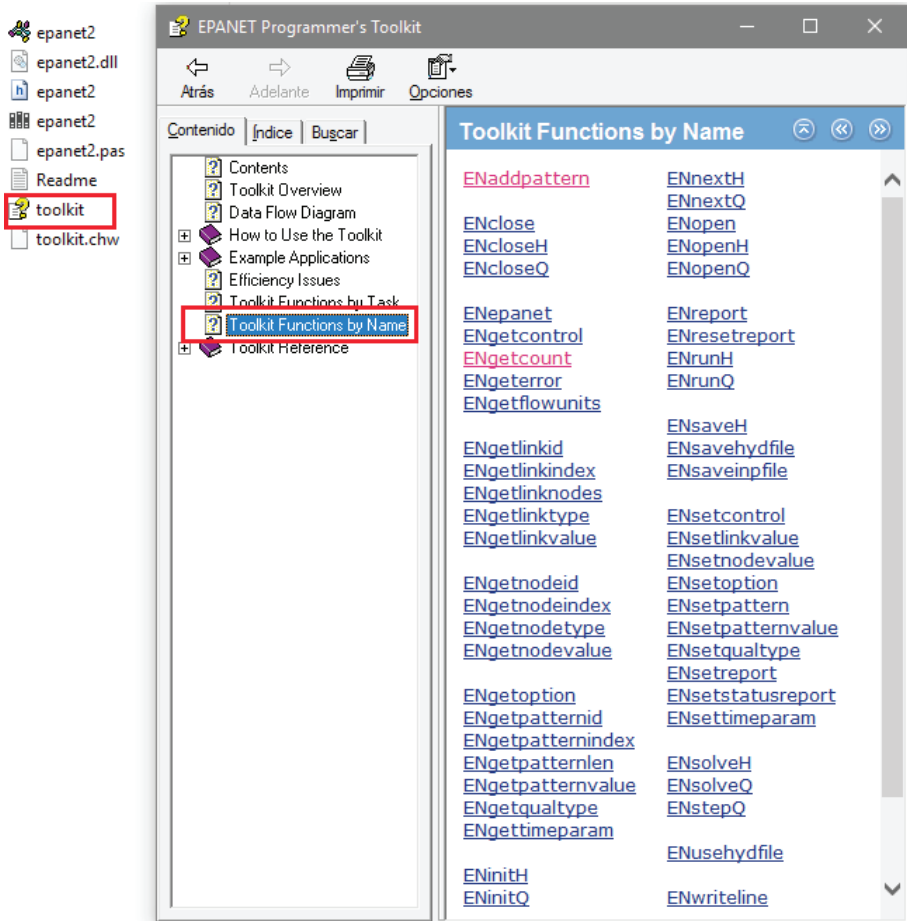 epanet2
epanet2.dll
epanet2
epanet2
epanet2.pas
Readme
toolkit
toolkit.chw
EPANET Programmer's Toolkit
Atrás
Adelante
Imprimir
Opciones
Contenido
Índice
Buscar
Contents
Toolkit Overview
Data Flow Diagram
How to Use the Toolkit
Example Applications
Efficiency Issues
Toolkit Functions by Task
Toolkit Functions by Name
Toolkit Reference
Toolkit Functions by Name
ENaddpattern
ENclose
ENcloseH
ENcloseQ
ENepanet
ENgetcontrol
ENgetcount
ENgeterror
ENgetflowunits
ENgetlinkid
ENgetlinkindex
ENgetlinknodes
ENgetlinktype
ENgetlinkvalue
ENgetnodeid
ENgetnodeindex
ENgetnodetype
ENgetnodevalue
ENgetoption
ENgetpatternid
ENgetpatternindex
ENgetpatternlen
ENgetpatternvalue
ENgetqualtype
ENgettimeparam
ENinitH
ENinitQ
ENnextH
ENnextQ
ENopen
ENopenH
ENopenQ
ENreport
ENresetreport
ENrunH
ENrunQ
ENsaveH
ENsavehydfile
ENsaveinpfile
ENsetcontrol
ENsetlinkvalue
ENsetnodevalue
ENsetoption
ENsetpattern
ENsetpatternvalue
ENsetqualtype
ENsetreport
ENsetstatusreport
ENsettimeparam
ENsolveH
ENsolveQ
ENstepQ
ENusehydfile
ENwriteline